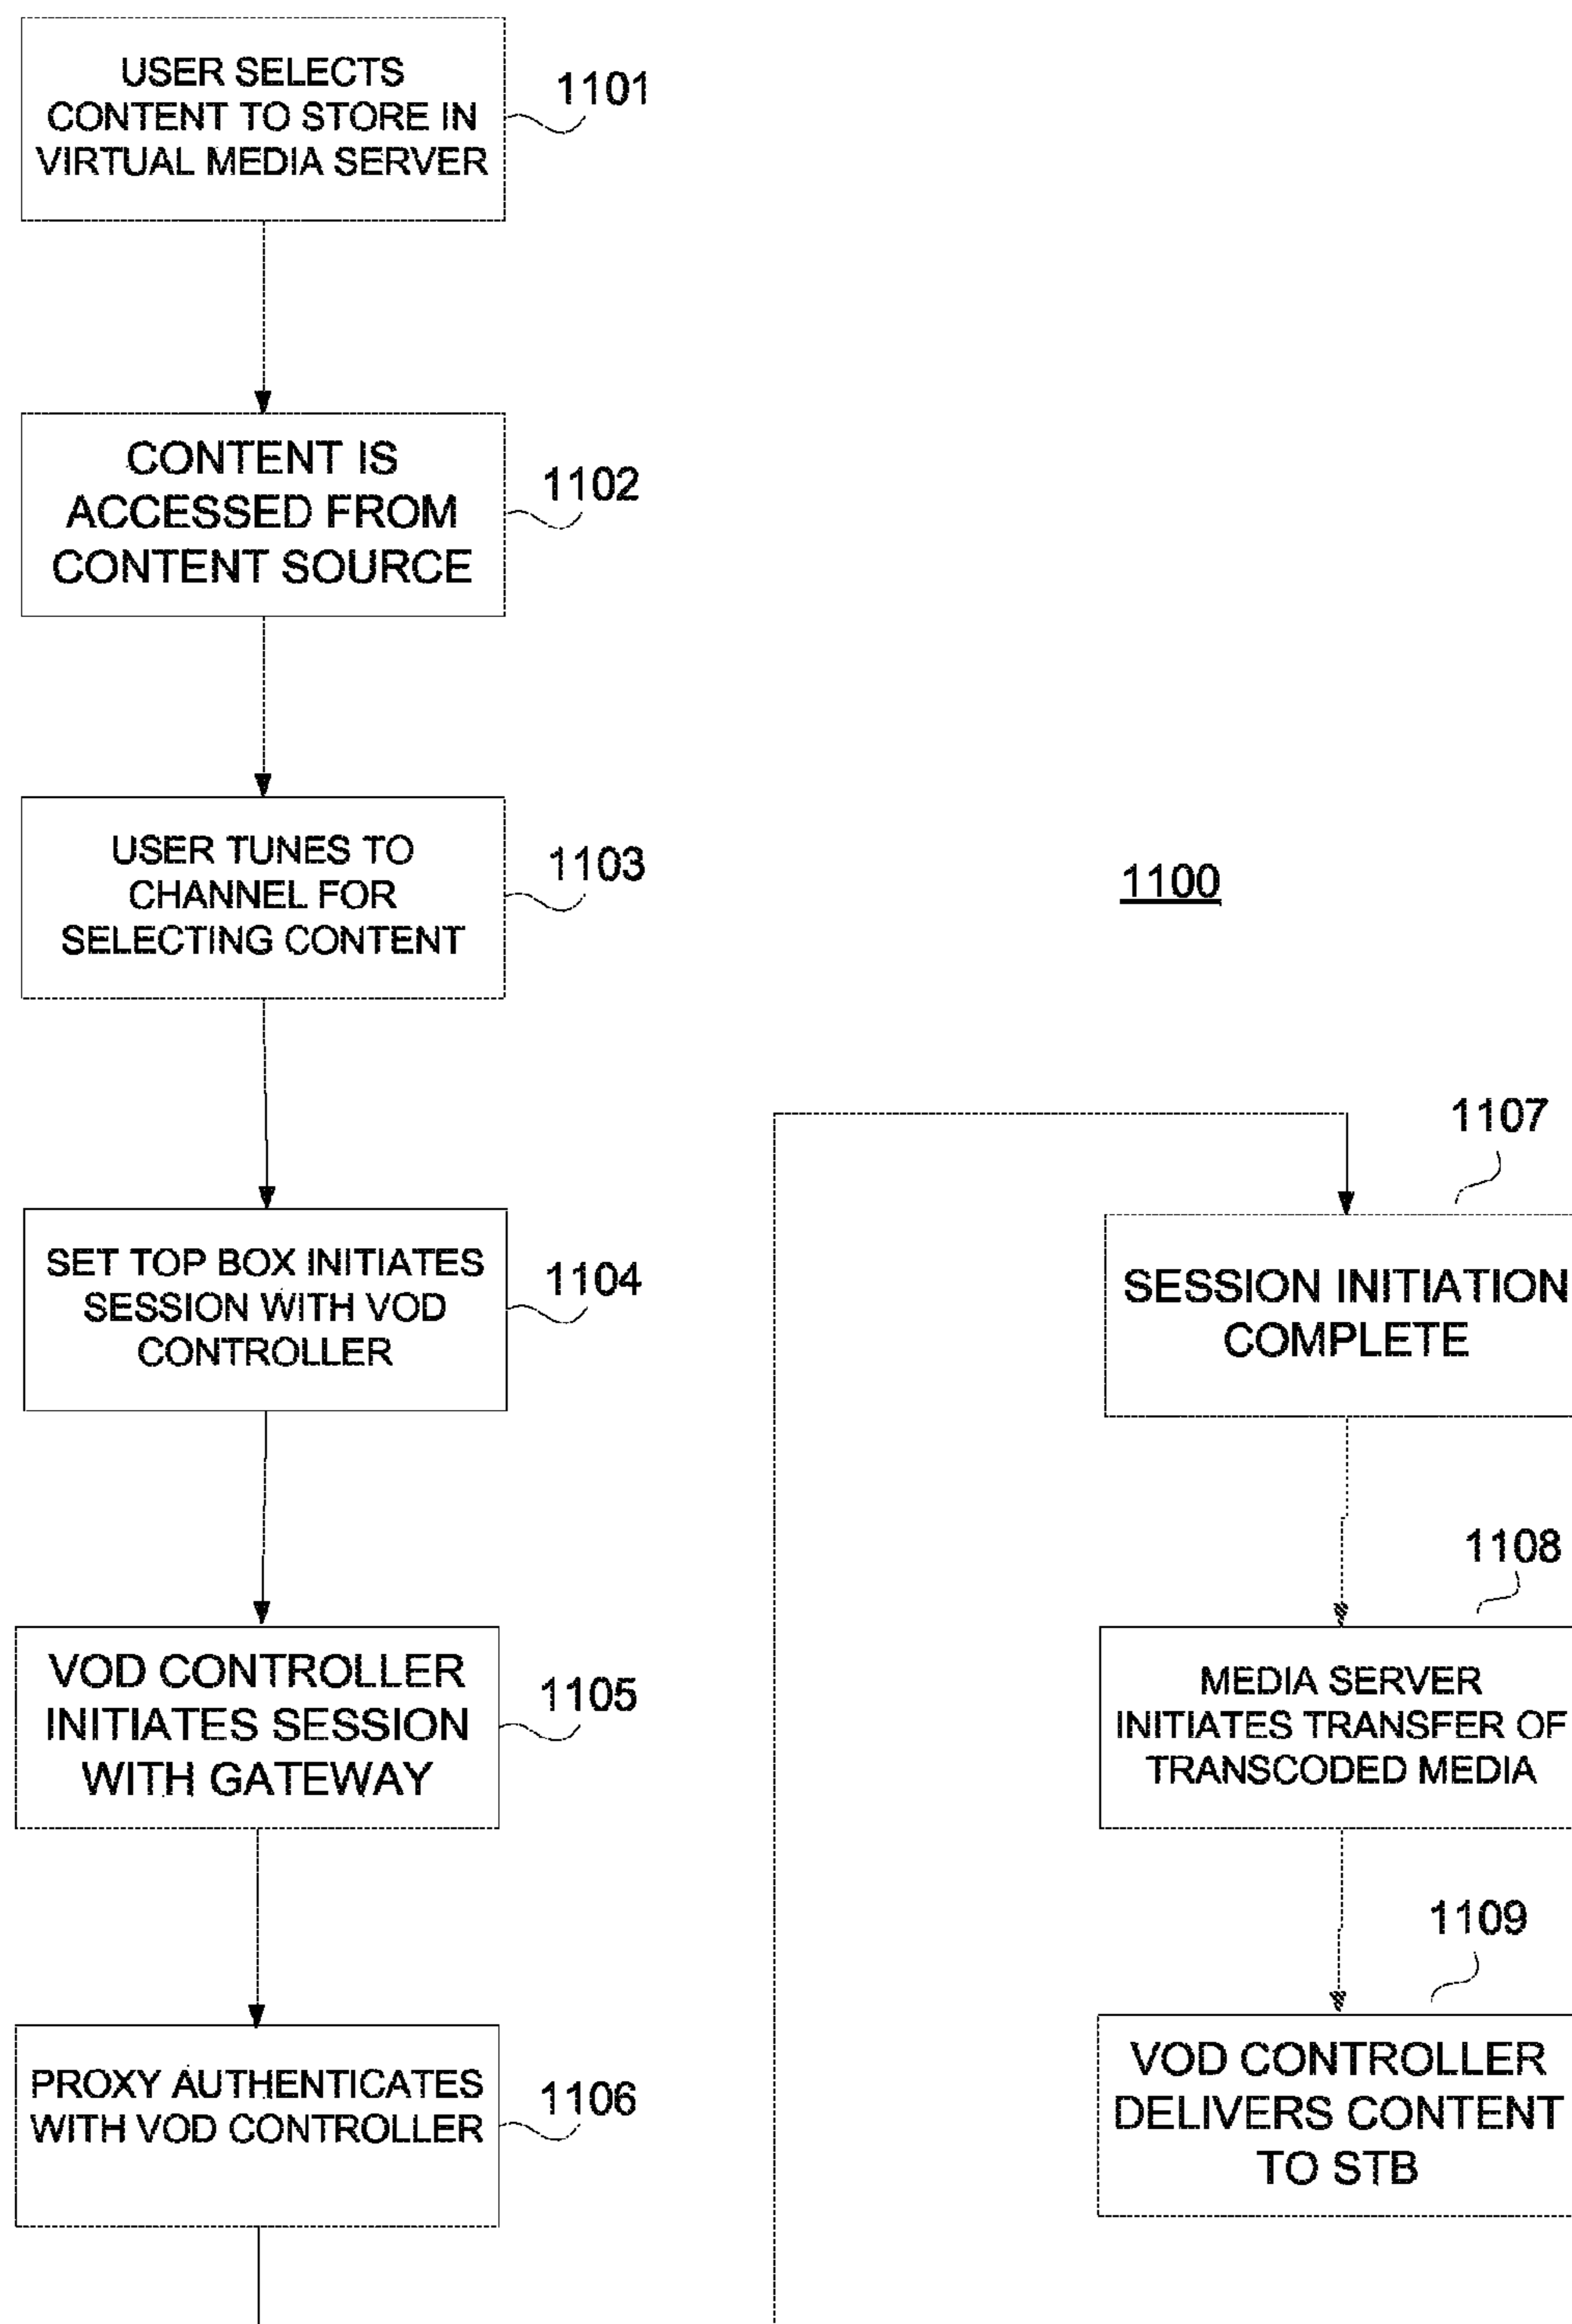 USER SELECTS
CONTENT TO STORE IN
VIRTUAL MEDIA SERVER
1101
CONTENT IS
ACCESSED FROM
CONTENT SOURCE
1102
USER TUNES TO
CHANNEL FOR
SELECTING CONTENT
1103
SET TOP BOX INITIATES
SESSION WITH VOD
CONTROLLER
1104
VOD CONTROLLER
INITIATES SESSION
WITH GATEWAY
1105
PROXY AUTHENTICATES
WITH VOD CONTROLLER
1106
1100
1107
SESSION INITIATION
COMPLETE
1108
MEDIA SERVER
INITIATES TRANSFER OF
TRANSCODED MEDIA
1109
VOD CONTROLLER
DELIVERS CONTENT
TO STB